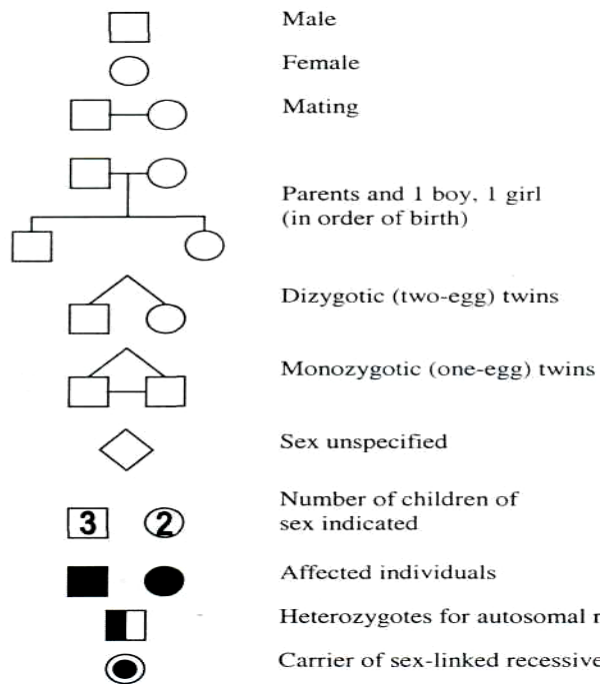 Male
Female
Mating
Parents and 1 boy, 1 girl
(in order of birth)
Dizygotic (two-egg) twins
Monozygotic (one-egg) twins
Sex unspecified
3 2
Number of children of
sex indicated
Affected individuals
Heterozygotes for autosomal r
Carrier of sex-linked recessive